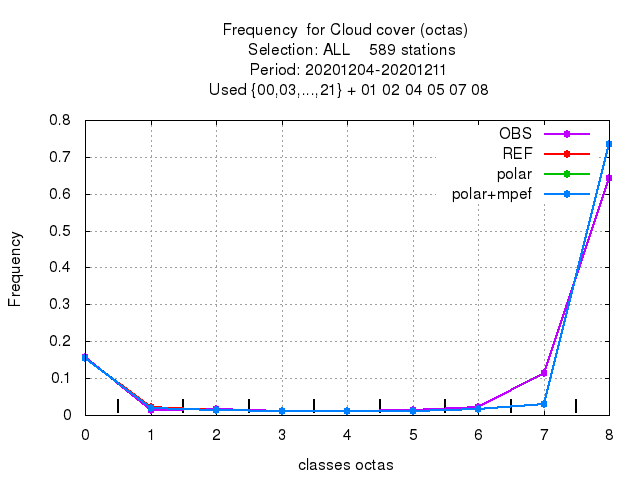 Frequency  for Cloud cover (octas)
Selection: ALL    589 stations
Period: 20201204-20201211
Used {00,03,...,21} + 01 02 04 05 07 08
OBS
REF
polar
polar+mpef
0.8
0.7
0.6
0.5
0.4
0.3
0.2
0.1
0
Frequency
0 1 2 3 4 5 6 7 8
classes octas